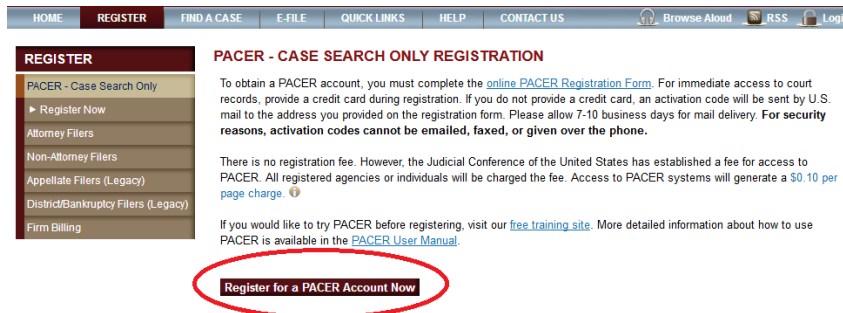 HOME REGISTER FIND A CASE E-FILE QUICK LINKS HELP CONTACT US Browse Aloud RSS Logi
REGISTER
PACER - Case Search Only
► Register Now
Attorney Filers
Non-Attorney Filers
Appellate Filers (Legacy)
District/Bankruptcy Filers (Legacy)
Firm Billing
PACER - CASE SEARCH ONLY REGISTRATION
To obtain a PACER account, you must complete the online PACER Registration Form. For immediate access to court
records, provide a credit card during registration. If you do not provide a credit card, an activation code will be sent by U.S.
mail to the address you provided on the registration form. Please allow 7-10 business days for mail delivery. For security
reasons, activation codes cannot be emailed, faxed, or given over the phone.
There is no registration fee. However, the Judicial Conference of the United States has established a fee for access to
PACER. All registered agencies or individuals will be charged the fee. Access to PACER systems will generate a $0.10 per
page charge.
If you would like to try PACER before registering, visit our free training site. More detailed information about how to use
PACER is available in the PACER User Manual.
Register for a PACER Account Now